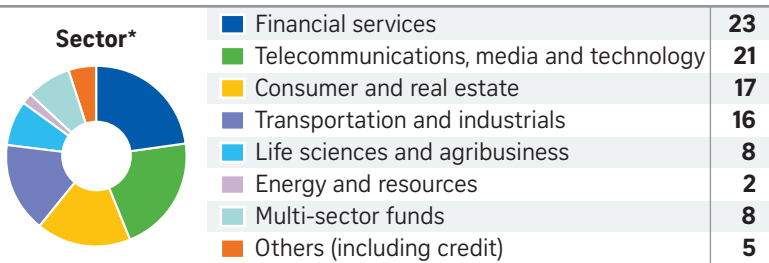 Sector*
Financial services 23
Telecommunications, media and technology 21
Consumer and real estate 17
Transportation and industrials 16
Life sciences and agribusiness 8
Energy and resources 2
Multi-sector funds 8
Others (including credit) 5